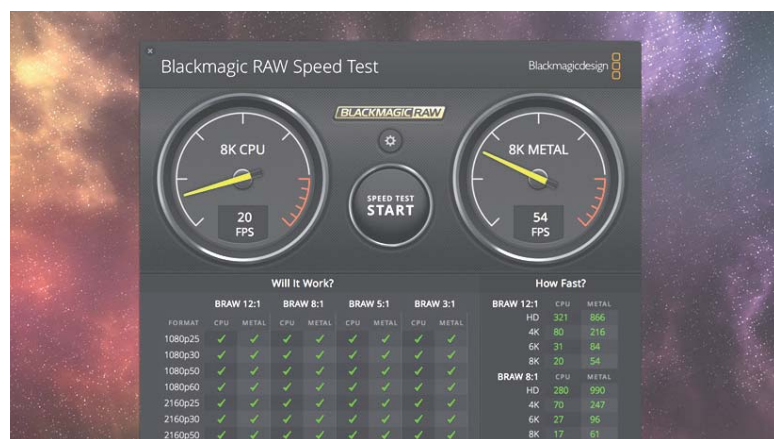 Blackmagic RAW Speed Test
Blackmagicdesign
BLACKMAGIC RAW
8K CPU
20
FPS
SPEED TEST
START
8K METAL
54
FPS
Will It Work?
BRAW 12:1 BRAW 8:1 BRAW 5:1 BRAW 3:1
FORMAT CPU METAL CPU METAL CPU METAL CPU METAL
1080p25 ✓ ✓ ✓ ✓ ✓ ✓ ✓ ✓
1080p30 ✓ ✓ ✓ ✓ ✓ ✓ ✓ ✓
1080p50 ✓ ✓ ✓ ✓ ✓ ✓ ✓ ✓
1080p60 ✓ ✓ ✓ ✓ ✓ ✓ ✓ ✓
2160p25 ✓ ✓ ✓ ✓ ✓ ✓ ✓ ✓
2160p30 ✓ ✓ ✓ ✓ ✓ ✓ ✓ ✓
2160p50 ✓ ✓ ✓ ✓ ✓ ✓ ✓ ✓
How Fast?
BRAW 12:1 CPU METAL
HD 321 866
4K 80 216
6K 31 84
8K 20 54
BRAW 8:1 CPU METAL
HD 280 990
4K 70 247
6K 27 96
8K 17 61